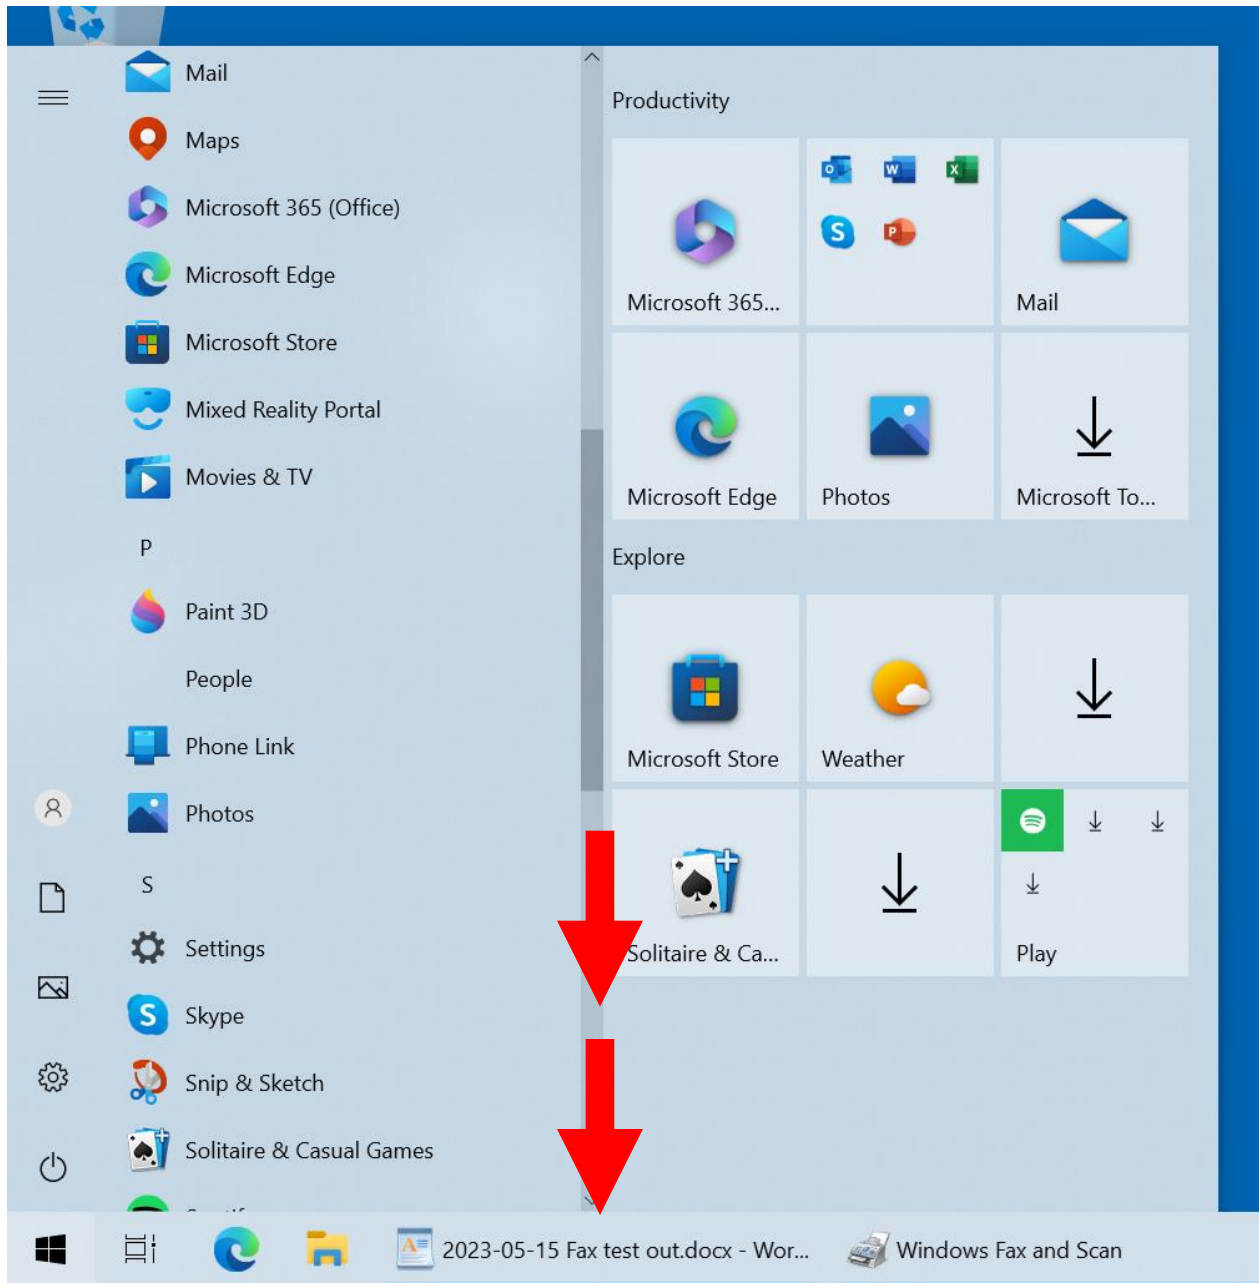 Mail
Maps
Microsoft 365 (Office)
Microsoft Edge
Microsoft Store
Mixed Reality Portal
Movies & TV
P
Paint 3D
People
Phone Link
Photos
S
Settings
Skype
Snip & Sketch
Solitaire & Casual Games
Productivity
Microsoft 365...
Mail
Microsoft Edge
Photos
Microsoft To...
Explore
Microsoft Store
Weather
Solitaire & Ca...
Play
2023-05-15 Fax test out.docx - Wor...
Windows Fax and Scan